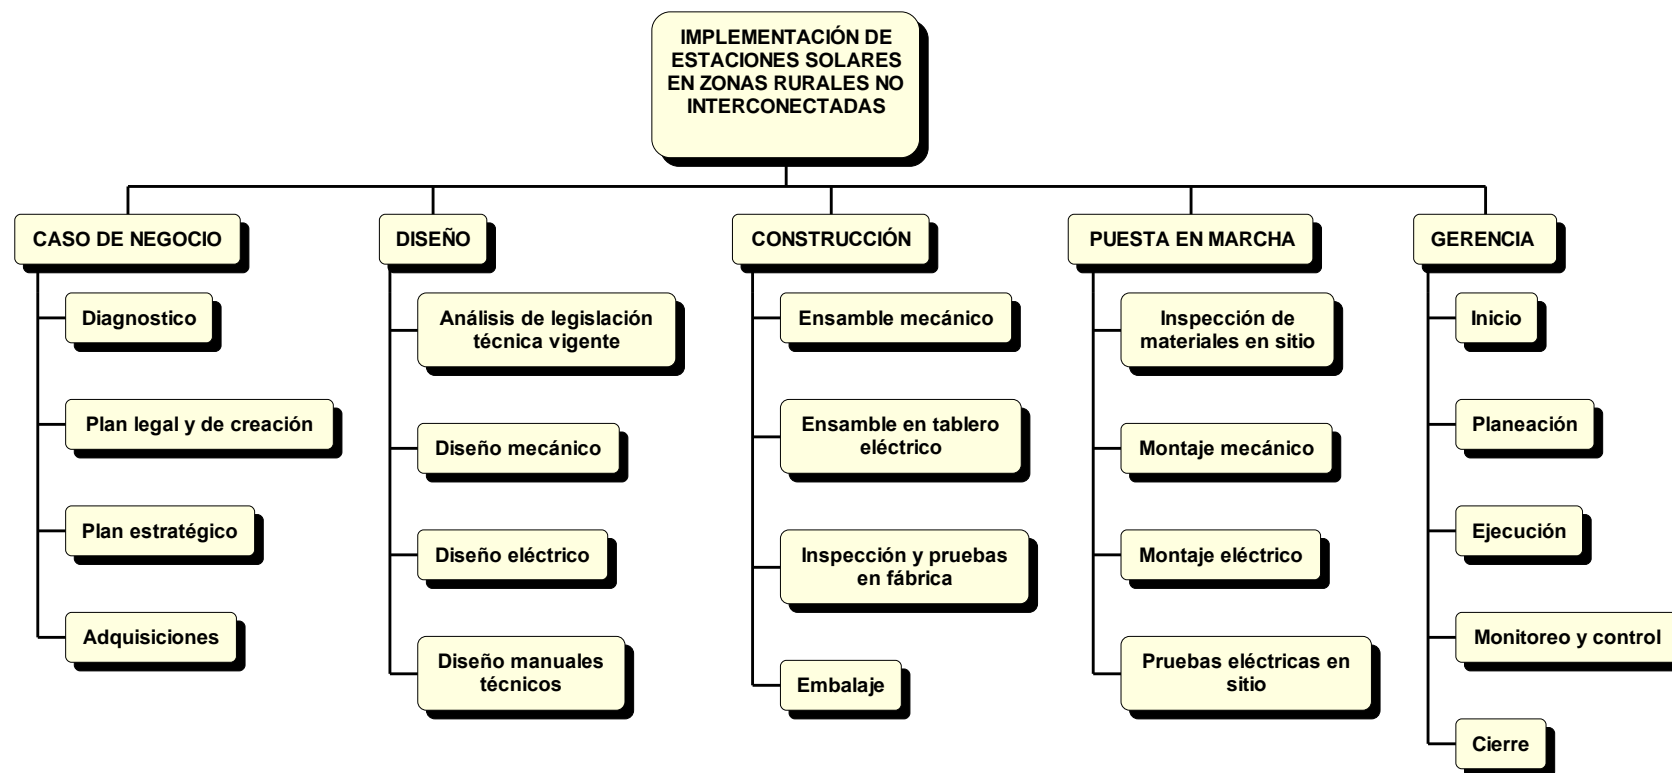 IMPLEMENTACIÓN DE
ESTACIONES SOLARES
EN ZONAS RURALES NO
INTERCONECTADAS
CASO DE NEGOCIO
Diagnostico
Plan legal y de creación
Plan estratégico
Adquisiciones
DISEÑO
Análisis de legislación
técnica vigente
Diseño mecánico
Diseño eléctrico
Diseño manuales
técnicos
CONSTRUCCIÓN
Ensamble mecánico
Ensamble en tablero
eléctrico
Inspección y pruebas
en fábrica
Embalaje
PUESTA EN MARCHA
Inspección de
materiales en sitio
Montaje mecánico
Montaje eléctrico
Pruebas eléctricas en
sitio
GERENCIA
Inicio
Planeación
Ejecución
Monitoreo y control
Cierre